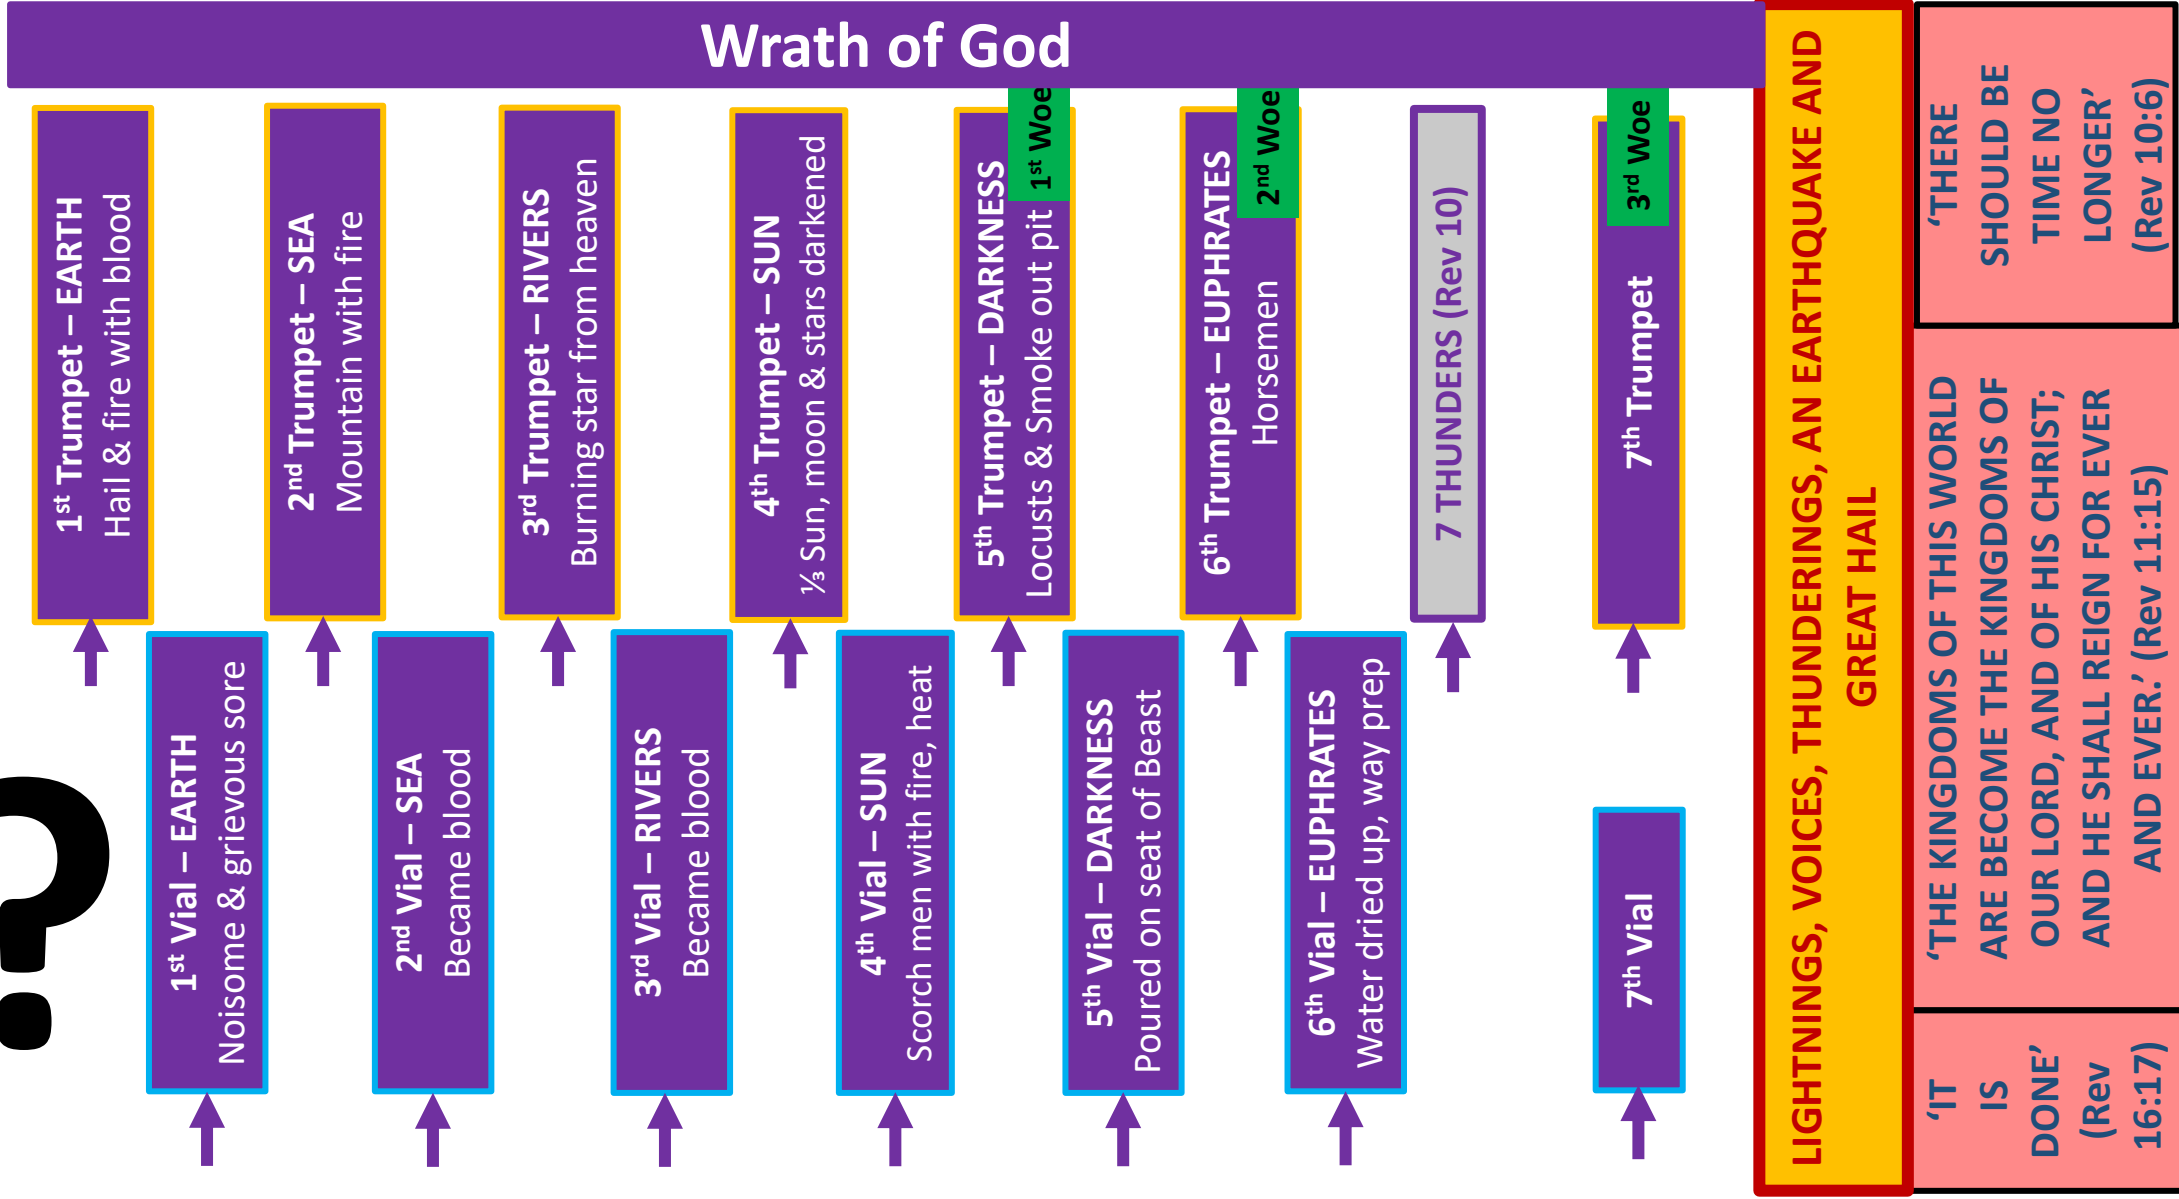 Wrath of God
1st Trumpet – EARTH
Hail & fire with blood
2nd Trumpet – SEA
Mountain with fire
3rd Trumpet – RIVERS
Burning star from heaven
4th Trumpet – SUN
⅓ Sun, moon & stars darkened
5th Trumpet – DARKNESS
Locusts & Smoke out pit
1st Woe
6th Trumpet – EUPHRATES
Horsemen
2nd Woe
7 THUNDERS (Rev 10)
7th Trumpet
3rd Woe
?
1st Vial – EARTH
Noisome & grievous sore
2nd Vial – SEA
Became blood
3rd Vial – RIVERS
Became blood
4th Vial – SUN
Scorch men with fire, heat
5th Vial – DARKNESS
Poured on seat of Beast
6th Vial – EUPHRATES
Water dried up, way prep
7th Vial
LIGHTNINGS, VOICES, THUNDERINGS, AN EARTHQUAKE AND
GREAT HAIL
‘THERE
SHOULD BE
TIME NO
LONGER’
(Rev 10:6)
‘THE KINGDOMS OF THIS WORLD
ARE BECOME THE KINGDOMS OF
OUR LORD, AND OF HIS CHRIST;
AND HE SHALL REIGN FOR EVER
AND EVER.’ (Rev 11:15)
‘IT
IS
DONE’
(Rev
16:17)